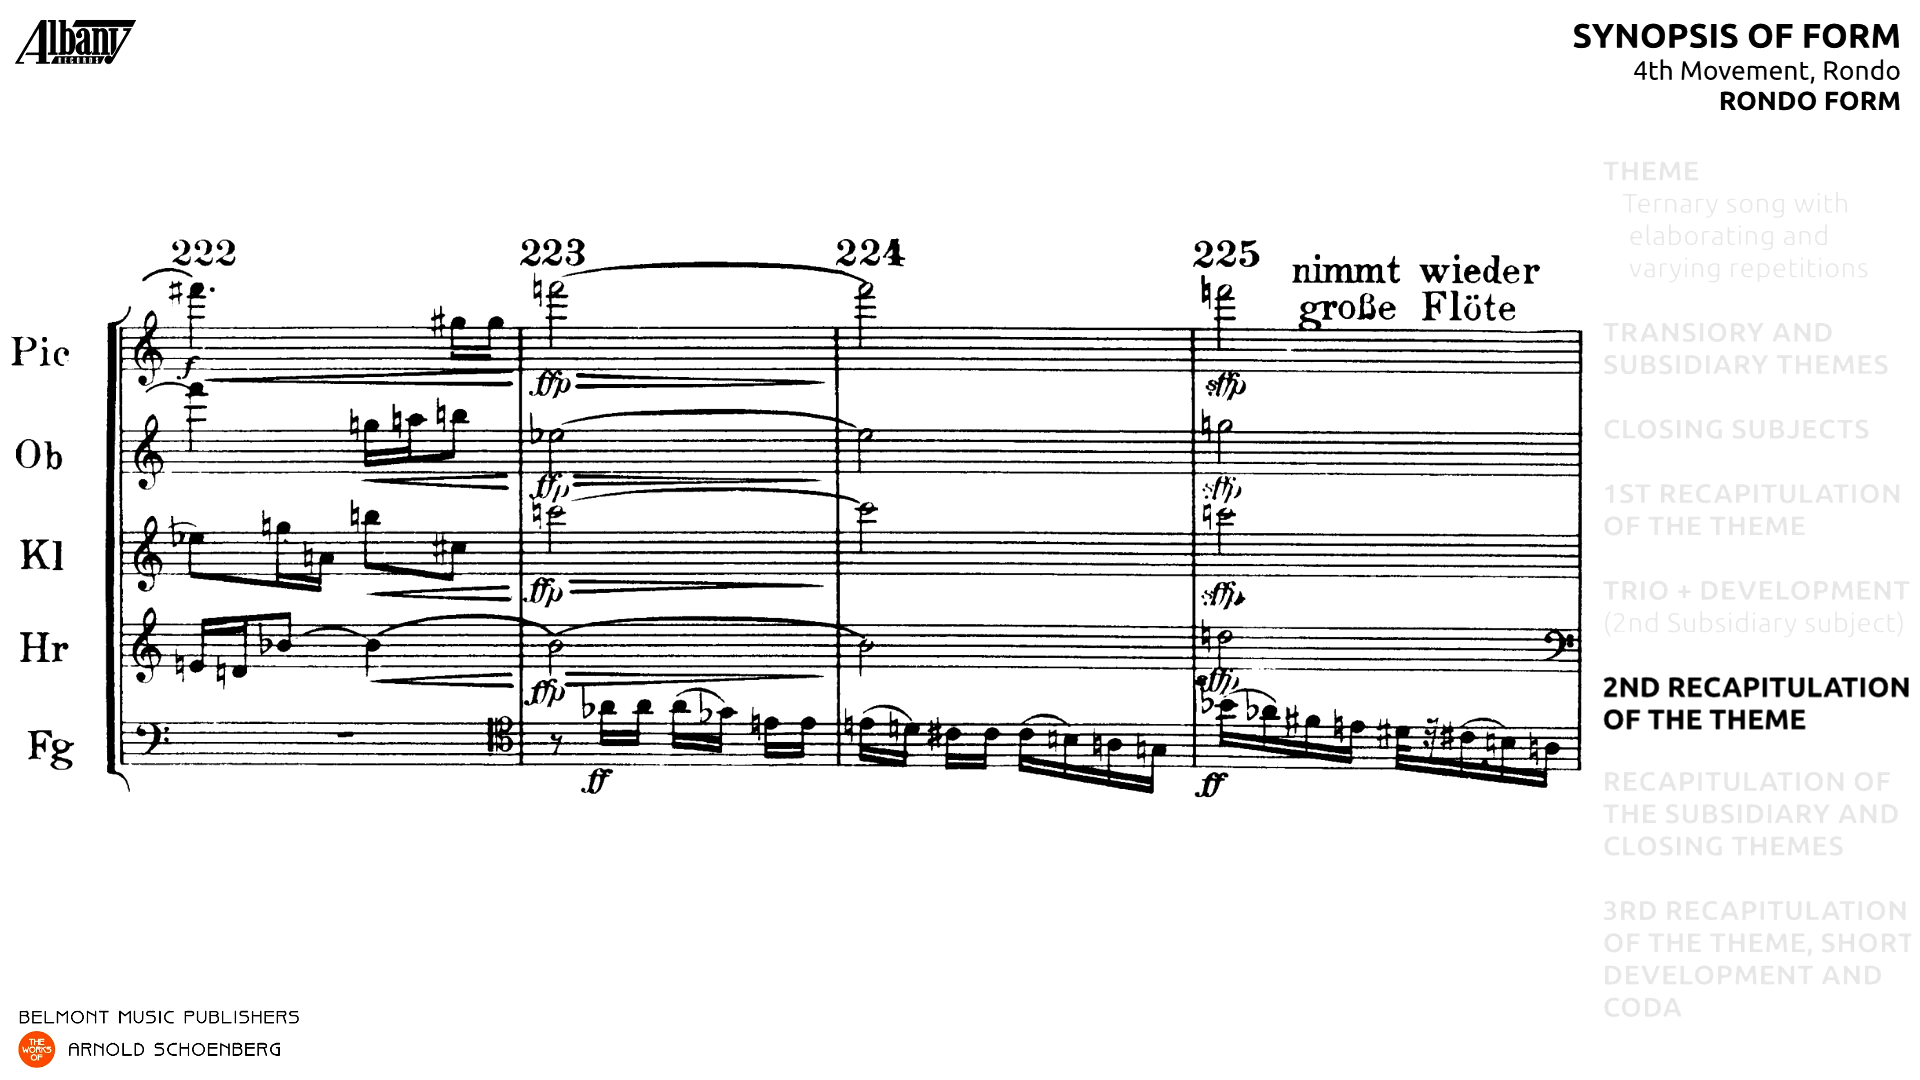 Albany
RECORDS
SYNOPSIS OF FORM
4th Movement, Rondo
RONDO FORM
THEME
Ternary song with
elaborating and
varying repetitions
TRANSIORY AND
SUBSIDIARY THEMES
CLOSING SUBJECTS
1ST RECAPITULATION
OF THE THEME
TRIO + DEVELOPMENT
(2nd Subsidiary subject)
2ND RECAPITULATION
OF THE THEME
RECAPITULATION OF
THE SUBSIDIARY AND
CLOSING THEMES
3RD RECAPITULATION
OF THE THEME, SHORT
DEVELOPMENT AND
CODA
222 223 224 225
nimmt wieder
große Flöte
Pic
f ffp sffp
Ob
ffp sffp
Kl
ffp sffp
Hr
ffp sffp
Fg
ff ff
BELMONT MUSIC PUBLISHERS
THE WORKS OF
ARNOLD SCHOENBERG